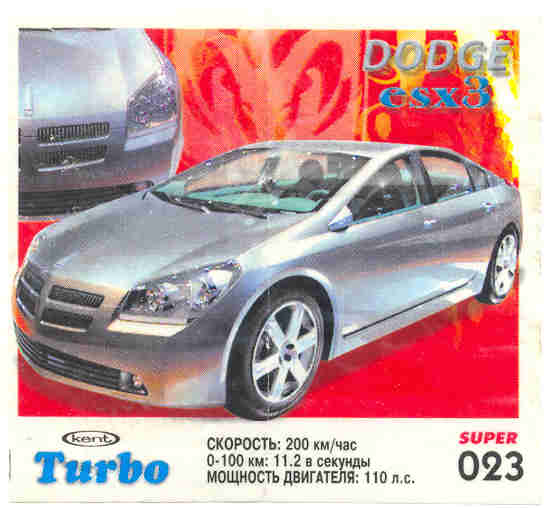 DODGE
esx3
kent
Turbo
СКОРОСТЬ: 200 км/час
0-100 км: 11.2 в секунды
МОЩНОСТЬ ДВИГАТЕЛЯ: 110 л.с.
SUPER
023